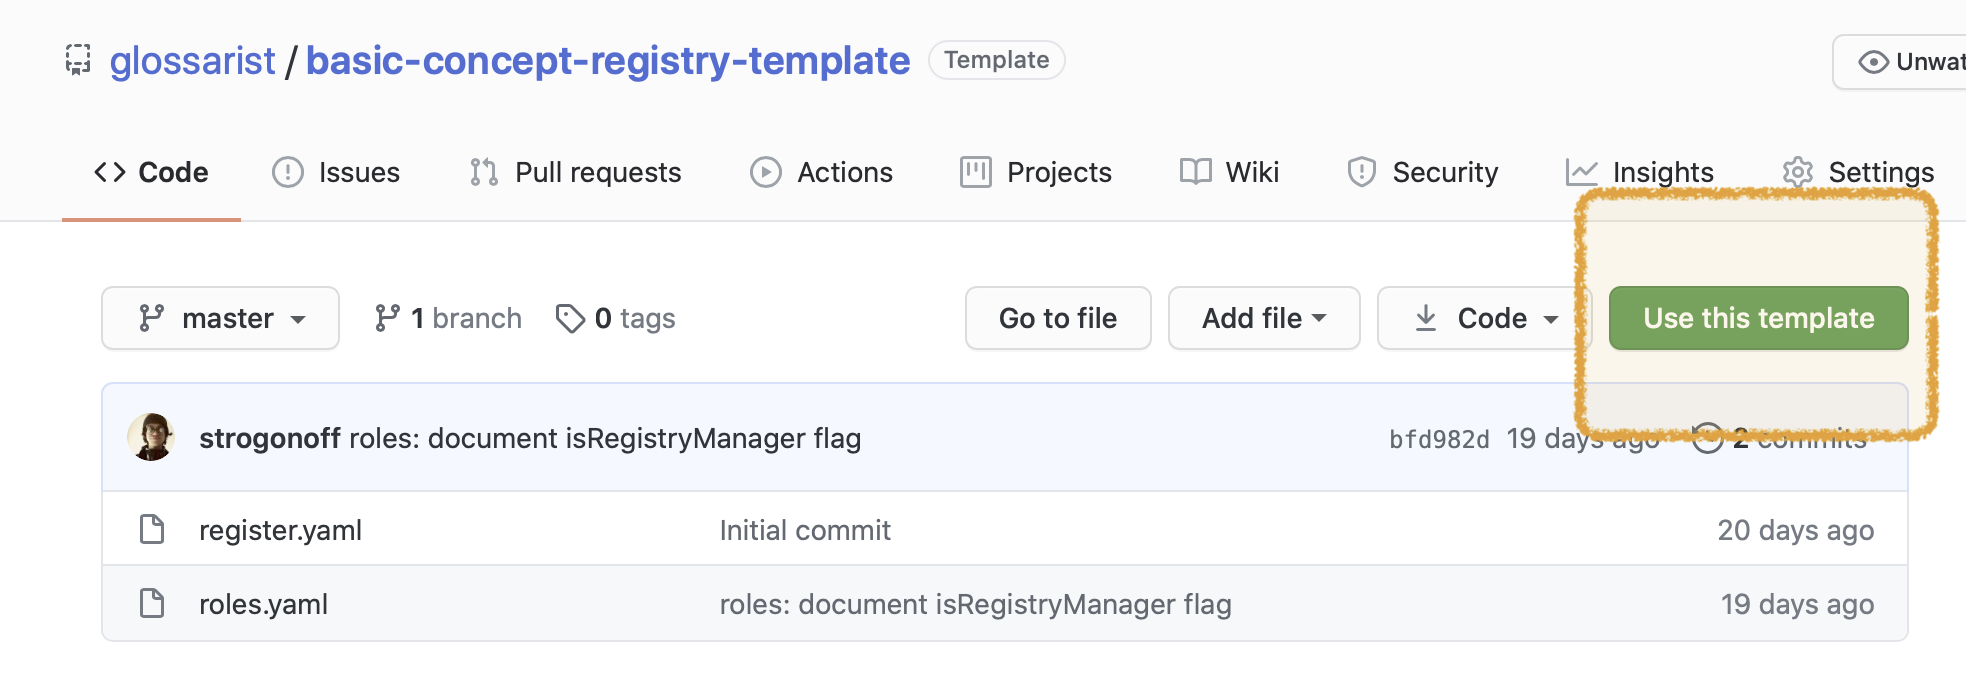 glossarist / basic-concept-registry-template Template Unwat
Code Issues Pull requests Actions Projects Wiki Security Insights Settings
master 1 branch 0 tags Go to file Add file Code Use this template
strogonoff roles: document isRegistryManager flag bfd982d 19 days ago 2 commits
register.yaml Initial commit 20 days ago
roles.yaml roles: document isRegistryManager flag 19 days ago